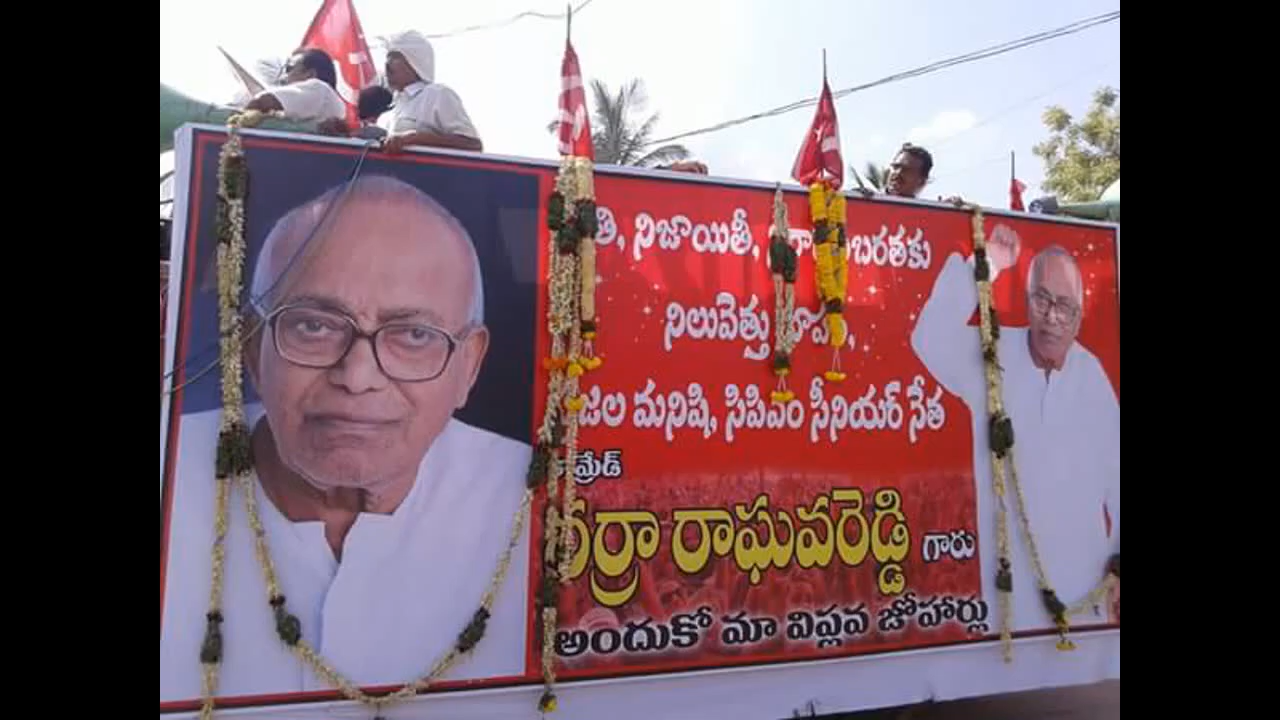 నిజాయితీ,
నిలువెత్తు
మనిషి, సిపిఎం సీనియర్ నేత
రాఘవరెడ్డి గారు
అందుకో మా విప్లవ జోహార్లు